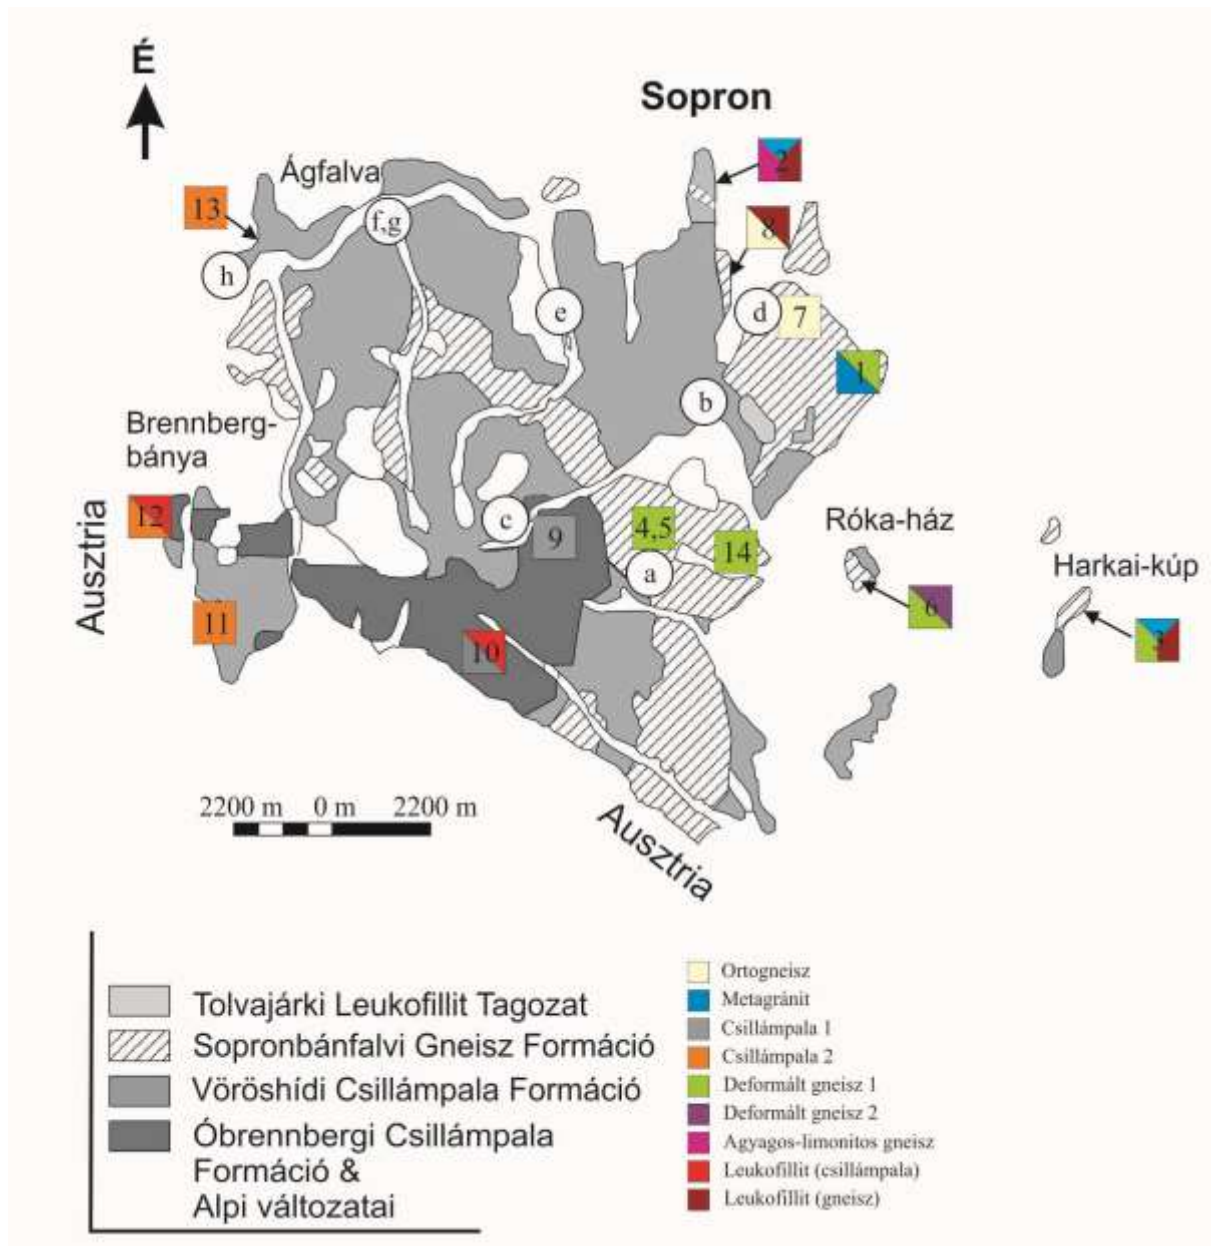 É
Sopron
2
Ágfalva
13
f,g
8
h
e
d
7
1
b
Brennberg-
bánya
12
Ausztria
c
9
4,5
14
Róka-ház
a
Harkai-kúp
6
11
3
10
2200 m 0 m 2200 m
Ausztria
Tolvajárki Leukofillit Tagozat
Sopronbánfalvi Gneisz Formáció
Vöröshídi Csillámpala Formáció
Óbrennbergi Csillámpala
Formáció &
Alpi változatai
Ortogneisz
Metagránit
Csillámpala 1
Csillámpala 2
Deformált gneisz 1
Deformált gneisz 2
Agyagos-limonitos gneisz
Leukofillit (csillámpala)
Leukofillit (gneisz)